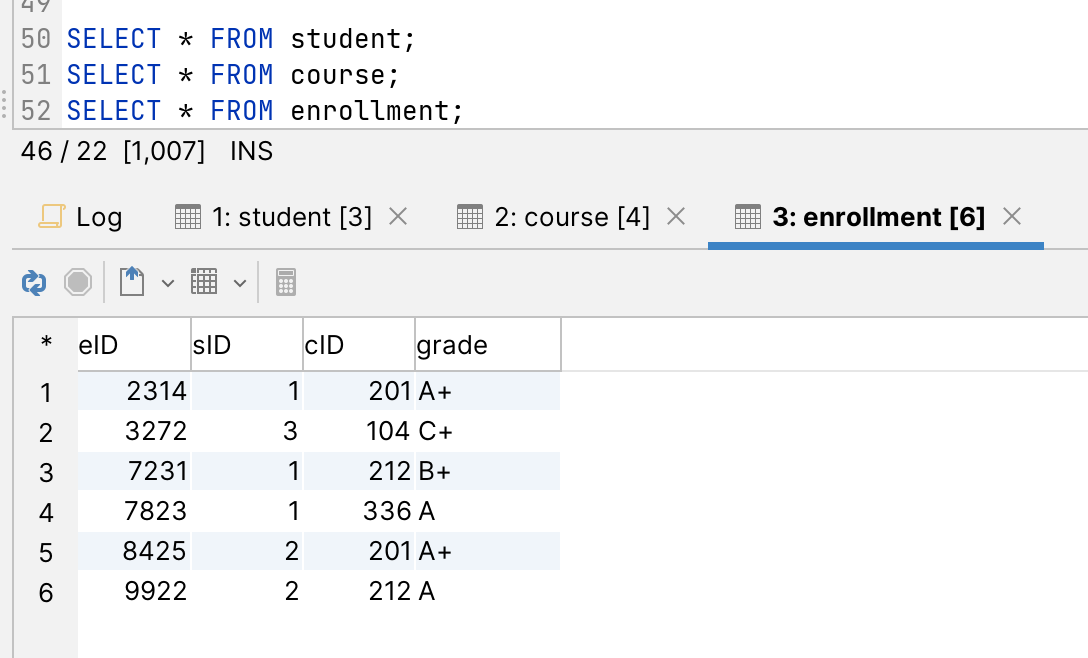 49
50 SELECT * FROM student;
51 SELECT * FROM course;
52 SELECT * FROM enrollment;
46 / 22 [1,007] INS
Log 1: student [3] 2: course [4] 3: enrollment [6]
* eID sID cID grade
1 2314 1 201 A+
2 3272 3 104 C+
3 7231 1 212 B+
4 7823 1 336 A
5 8425 2 201 A+
6 9922 2 212 A